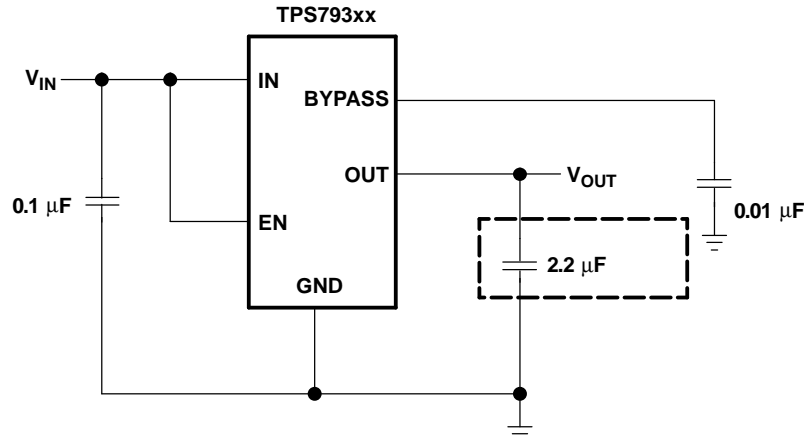 TPS793xx
VIN
IN
BYPASS
OUT
VOUT
0.1 μF
EN
0.01 μF
2.2 μF
GND